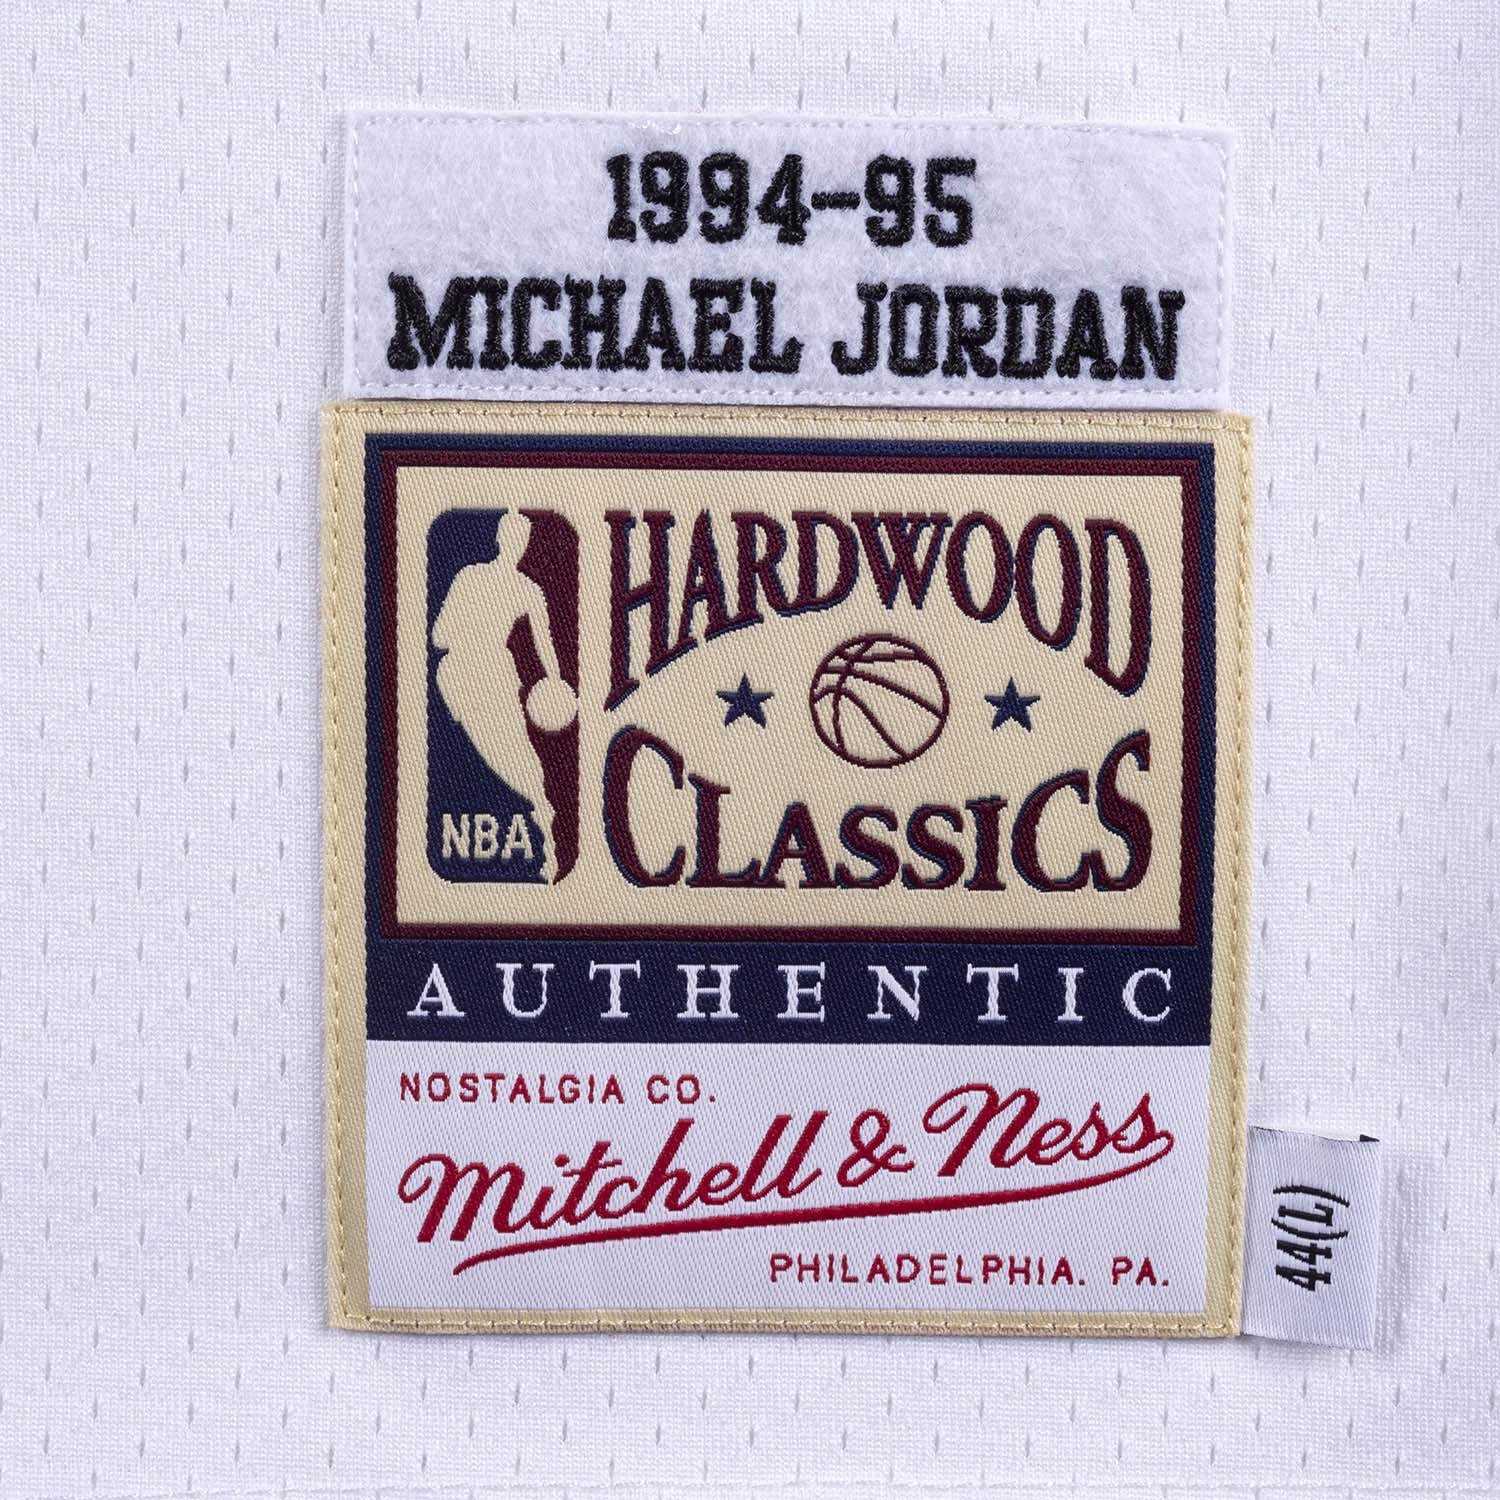 1994-95
MICHAEL JORDAN
HARDWOOD
CLASSICS
NBA
AUTHENTIC
NOSTALGIA CO.
Mitchell & Ness
PHILADELPHIA. PA.
44(L)